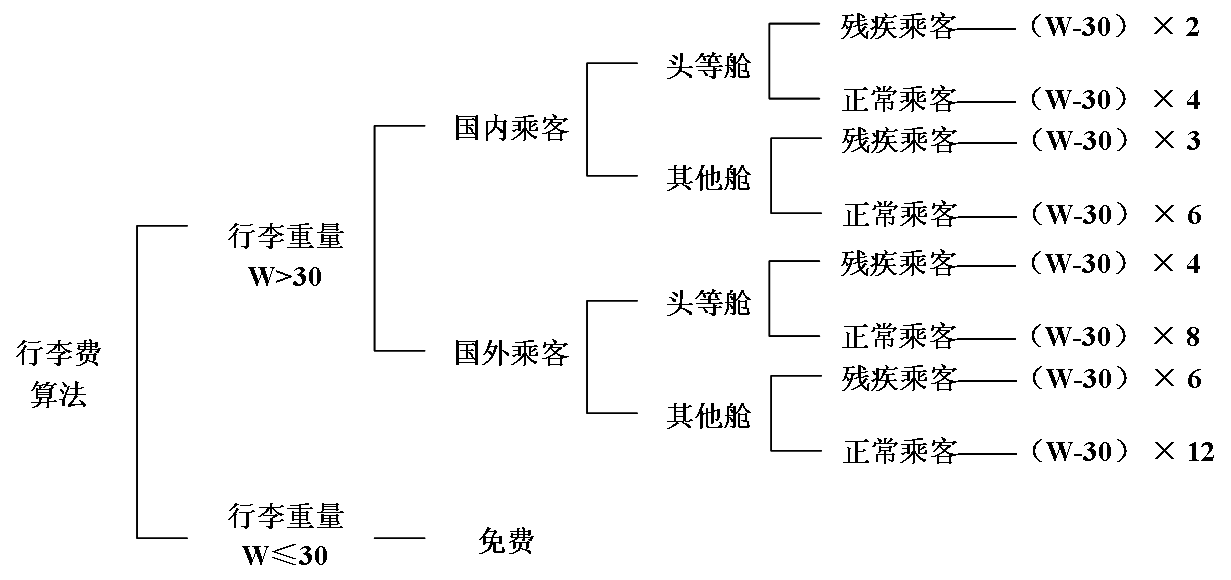 残疾乘客——（W-30）× 2
头等舱
正常乘客——（W-30）× 4
国内乘客
残疾乘客——（W-30）× 3
其他舱
正常乘客——（W-30）× 6
行李重量
W>30
残疾乘客——（W-30）× 4
头等舱
正常乘客——（W-30）× 8
国外乘客
残疾乘客——（W-30）× 6
其他舱
正常乘客——（W-30）× 12
行李费
算法
行李重量
W≤30
免费